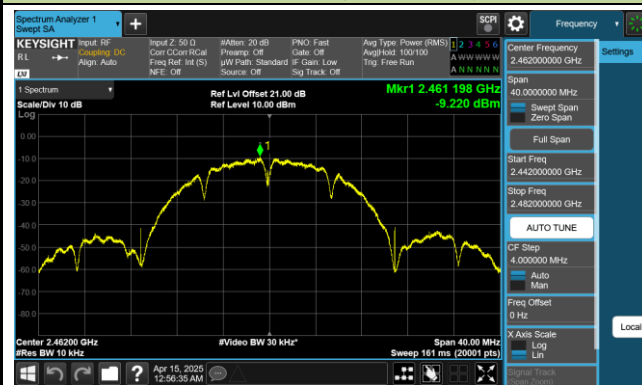 Spectrum Analyzer 1
Swept SA
SCPI
Frequency
KEYSIGHT
RL
LXI
Input: RF
Coupling: DC
Align: Auto
Input Z: 50 Ω
Corr CCorr RCal
Freq Ref: Int (S)
NFE: Off
#Atten: 20 dB
Preamp: Off
µW Path: Standard
Source: Off
PNO: Fast
Gate: Off
IF Gain: Low
Sig Track: Off
Avg Type: Power (RMS)
Avg|Hold: 100/100
Trig: Free Run
1 2 3 4 5 6
A W W W W W
A N N N N N
1 Spectrum
Scale/Div 10 dB
Log
Ref Lvl Offset 21.00 dB
Ref Level 10.00 dBm
Mkr1 2.461 198 GHz
-9.220 dBm
1
0.00
-10.0
-20.0
-30.0
-40.0
-50.0
-60.0
-70.0
-80.0
Center 2.46200 GHz
#Res BW 10 kHz
#Video BW 30 kHz*
Span 40.00 MHz
Sweep 161 ms (20001 pts)
Center Frequency
2.462000000 GHz
Settings
Span
40.0000000 MHz
Swept Span
Zero Span
Full Span
Start Freq
2.442000000 GHz
Stop Freq
2.482000000 GHz
AUTO TUNE
CF Step
4.000000 MHz
Auto
Man
Freq Offset
0 Hz
X Axis Scale
Log
Lin
Local
Signal Track
(Span Zoom)
?
Apr 15, 2025
12:56:35 AM